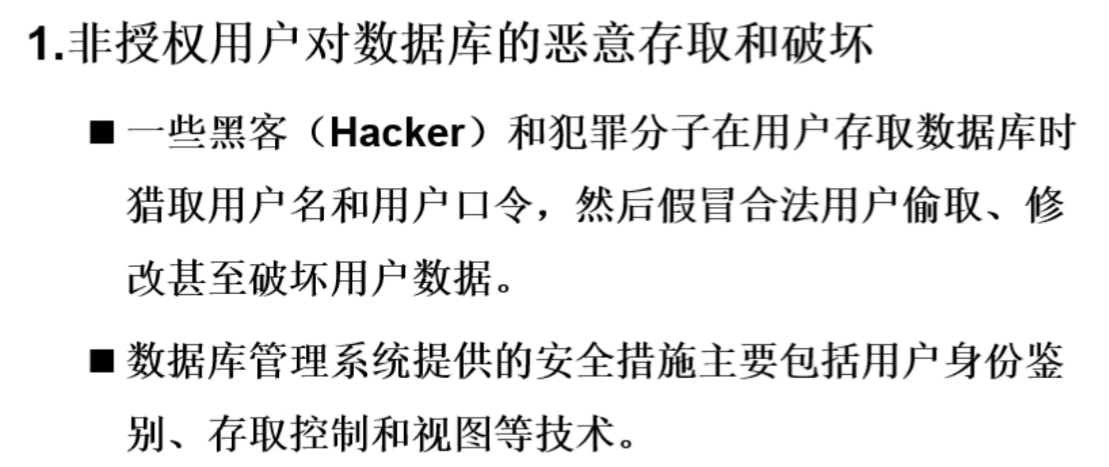 1.非授权用户对数据库的恶意存取和破坏
■ 一些黑客（Hacker）和犯罪分子在用户存取数据库时
猎取用户名和用户口令，然后假冒合法用户偷取、修
改甚至破坏用户数据。
■ 数据库管理系统提供的安全措施主要包括用户身份鉴
别、存取控制和视图等技术。